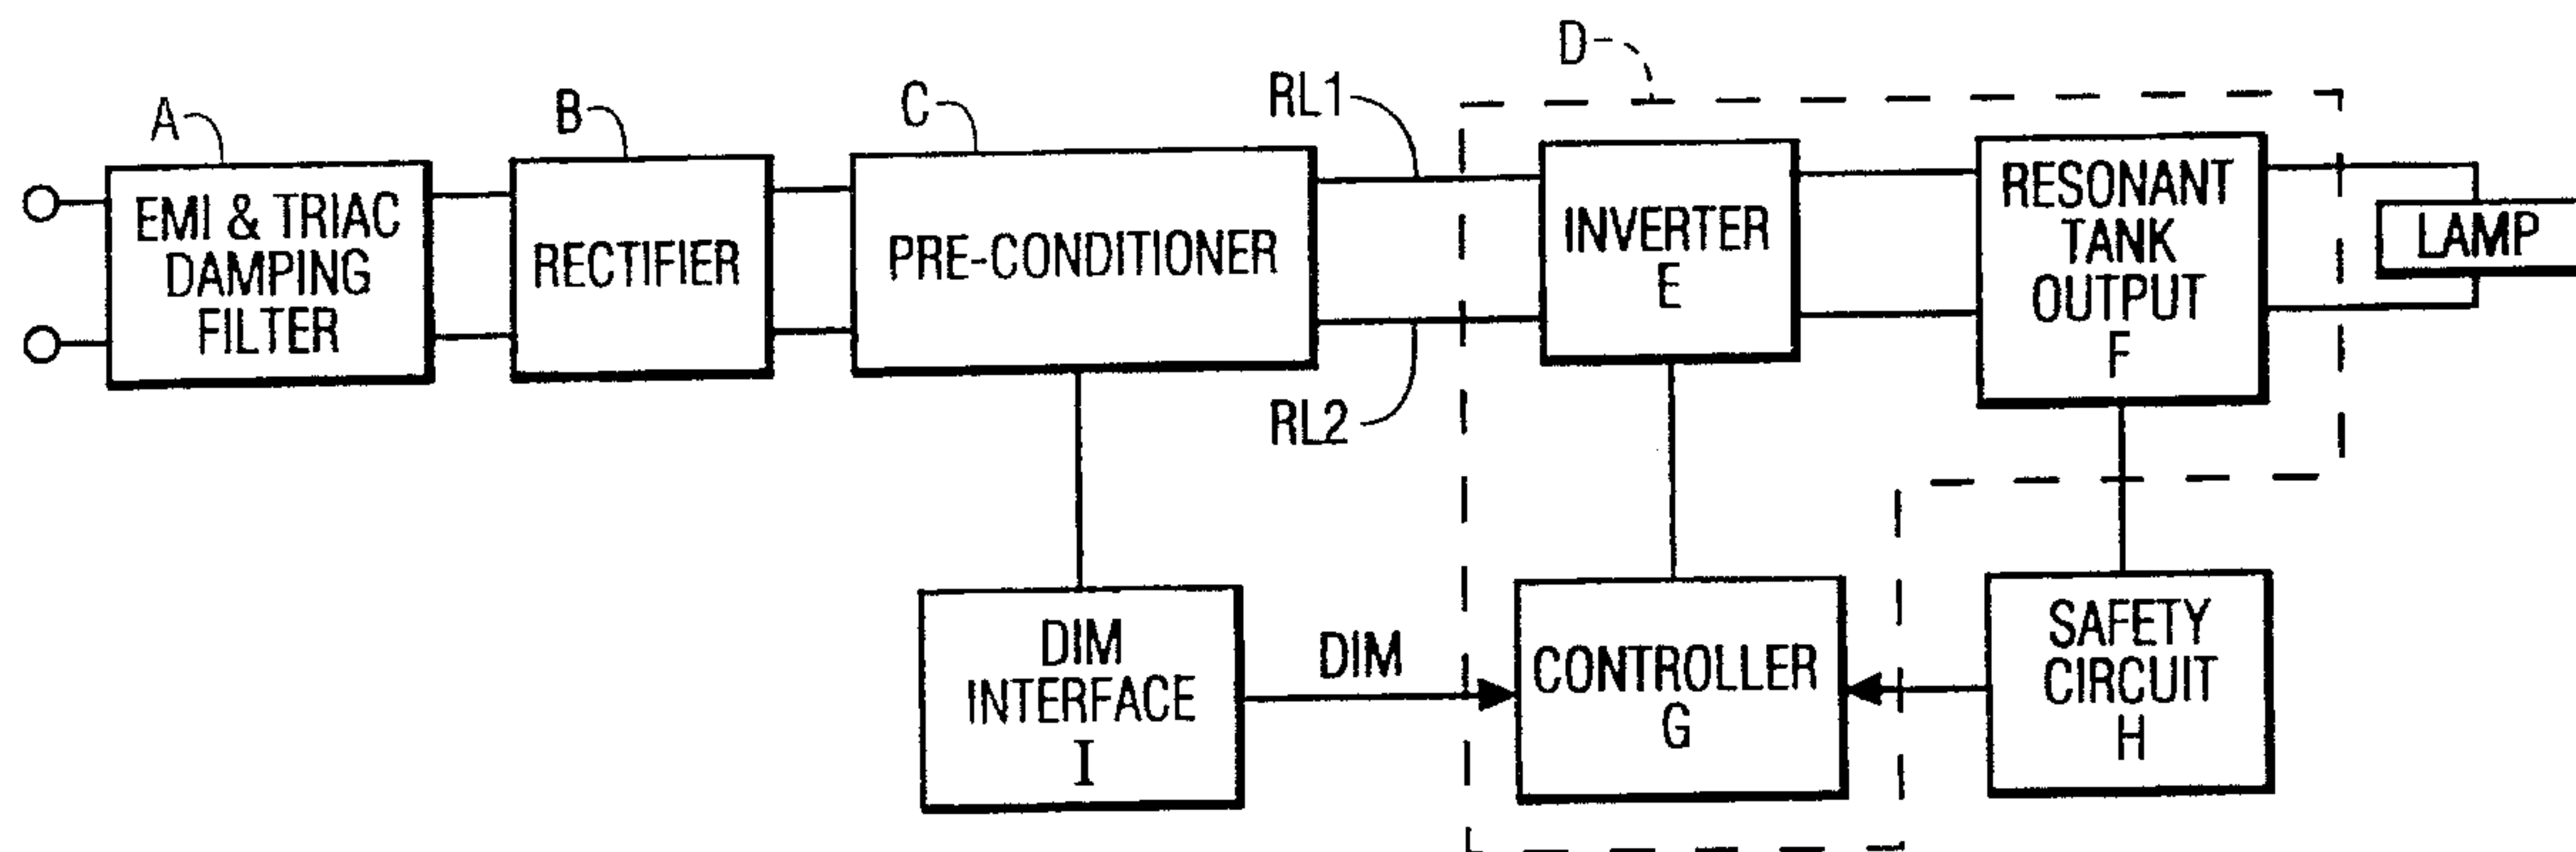 D
A
B
C
RL1
EMI & TRIAC
DAMPING
FILTER
RECTIFIER
PRE-CONDITIONER
INVERTER
E
RESONANT
TANK
OUTPUT
F
LAMP
RL2
DIM
INTERFACE
I
DIM
CONTROLLER
G
SAFETY
CIRCUIT
H